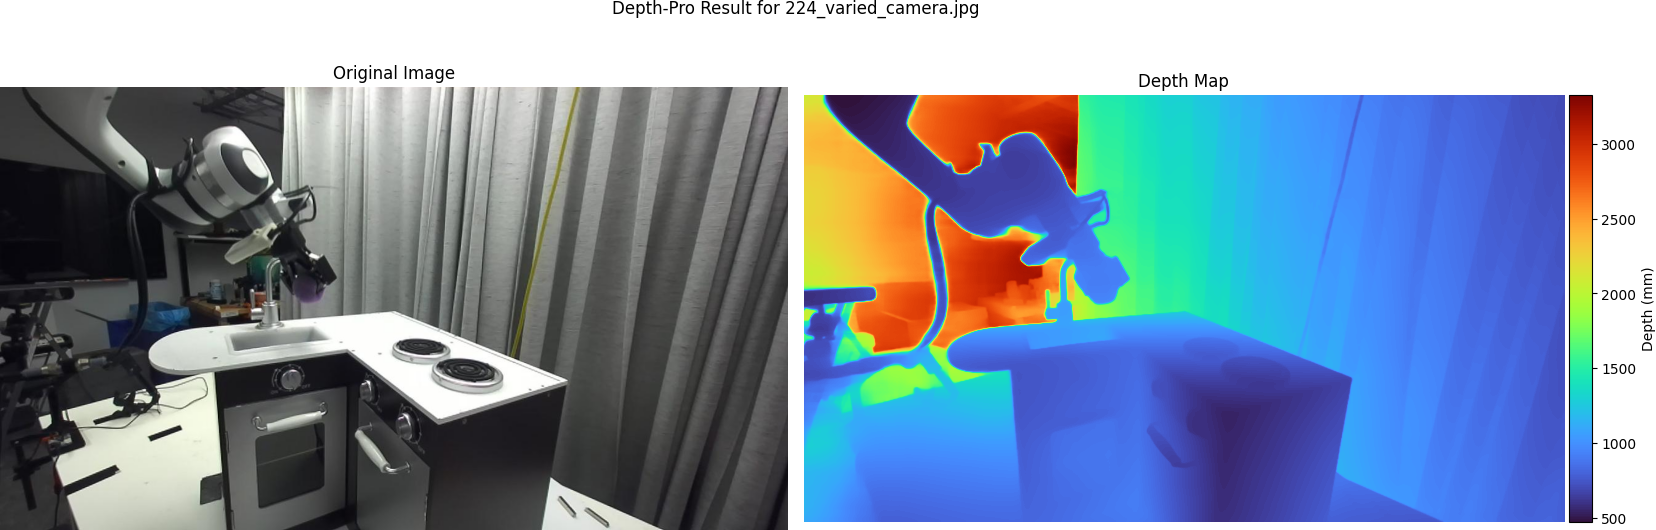 Depth-Pro Result for 224_varied_camera.jpg
Original Image
Depth Map
3000
2500
2000
1500
1000
500
Depth (mm)